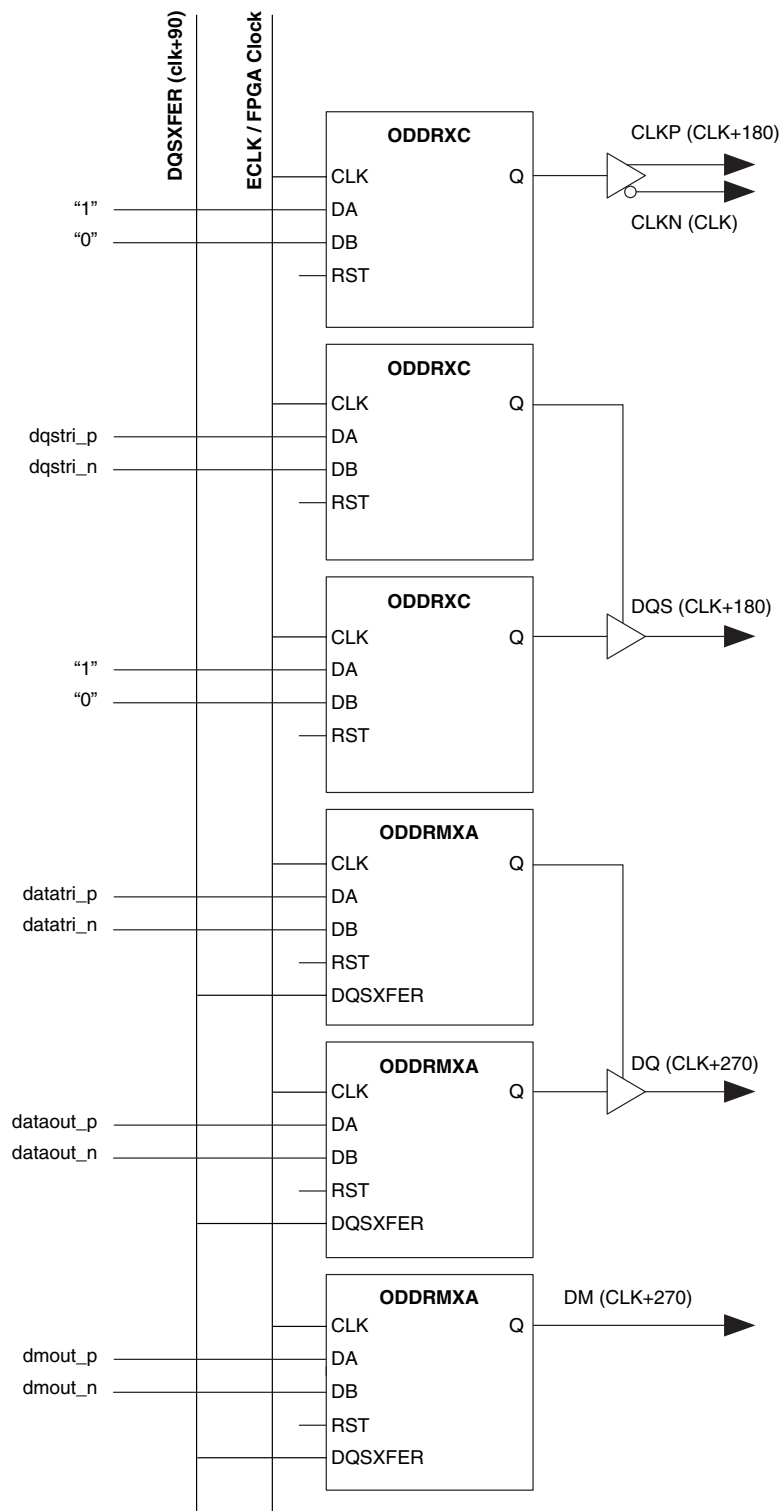 DQSXFER (clk+90)
ECLK / FPGA Clock
ODDRXC
CLK
DA
DB
RST
Q
“1”
“0”
CLKP (CLK+180)
CLKN (CLK)
ODDRXC
CLK
DA
DB
RST
Q
dqstri_p
dqstri_n
ODDRXC
CLK
DA
DB
RST
Q
“1”
“0”
DQS (CLK+180)
ODDRMXA
CLK
DA
DB
RST
DQSXFER
Q
datatri_p
datatri_n
ODDRMXA
CLK
DA
DB
RST
DQSXFER
Q
dataout_p
dataout_n
DQ (CLK+270)
ODDRMXA
CLK
DA
DB
RST
DQSXFER
Q
dmout_p
dmout_n
DM (CLK+270)